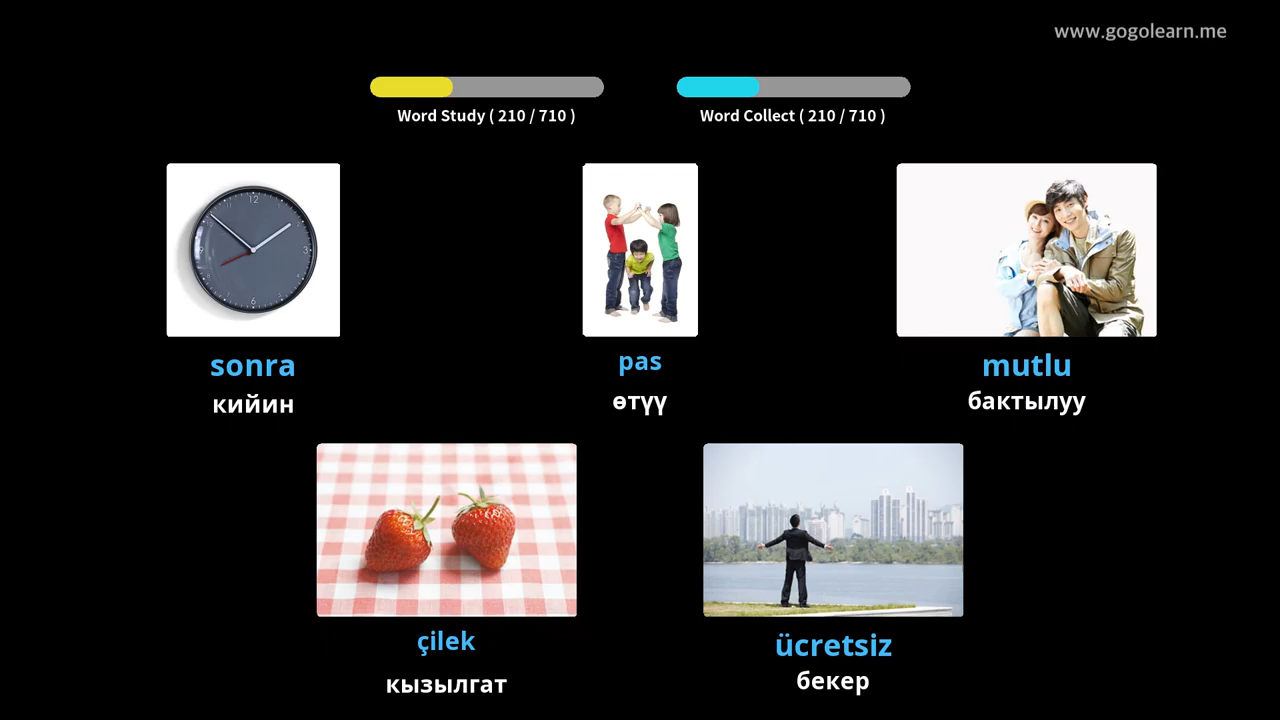 www.gogolearn.me
Word Study ( 210 / 710 )
Word Collect ( 210 / 710 )
sonra
кийин
pas
өтүү
mutlu
бактылуу
çilek
кызылгат
ücretsiz
бекер